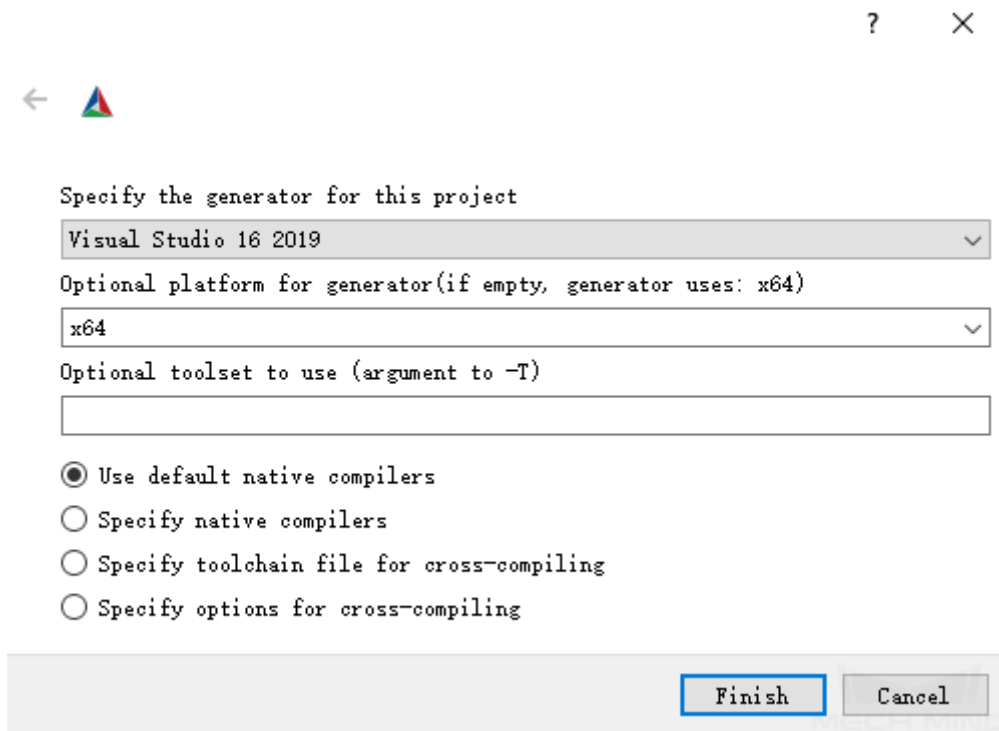 ?
Specify the generator for this project
Visual Studio 16 2019
Optional platform for generator(if empty, generator uses: x64)
x64
Optional toolset to use (argument to -T)
Use default native compilers
Specify native compilers
Specify toolchain file for cross-compiling
Specify options for cross-compiling
Finish Cancel
MECH MIND